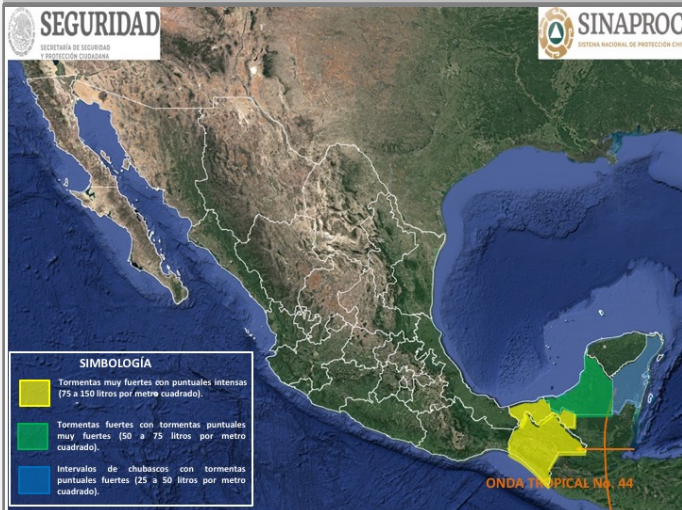 SEGURIDAD
SECRETARÍA DE SEGURIDAD
Y PROTECCIÓN CIUDADANA
SINAPROC
SISTEMA NACIONAL DE PROTECCIÓN CIVI
SIMBOLOGÍA
Tormentas muy fuertes con puntuales intensas
(75 a 150 litros por metro cuadrado).
Tormentas fuertes con tormentas puntuales
muy fuertes (50 a 75 litros por metro
cuadrado).
Intervalos de chubascos con tormentas
puntuales fuertes (25 a 50 litros por metro
cuadrado).
ONDA TROPICAL No. 44